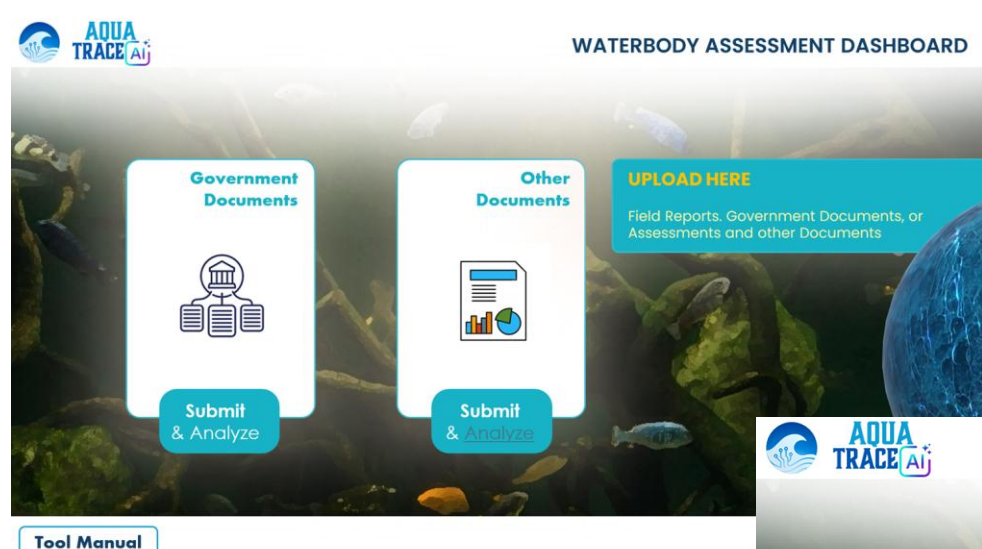 AQUA
TRACE AI
WATERBODY ASSESSMENT DASHBOARD
Government
Documents
Other
Documents
UPLOAD HERE
Field Reports. Government Documents, or
Assessments and other Documents
Submit
& Analyze
Submit
& Analyze
AQUA
TRACE AI
Tool Manual